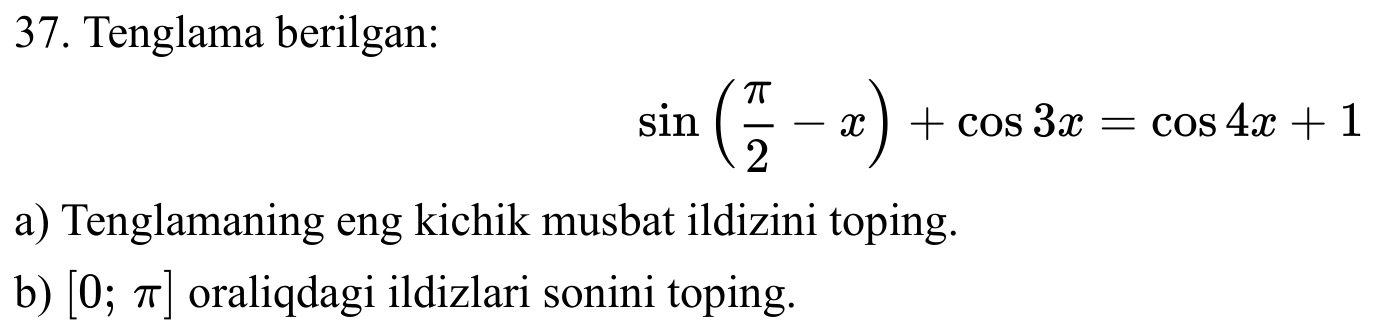 37. Tenglama berilgan:
sin(π/2 − x) + cos 3x = cos 4x + 1
a) Tenglamaning eng kichik musbat ildizini toping.
b) [0; π] oraliqdagi ildizlari sonini toping.